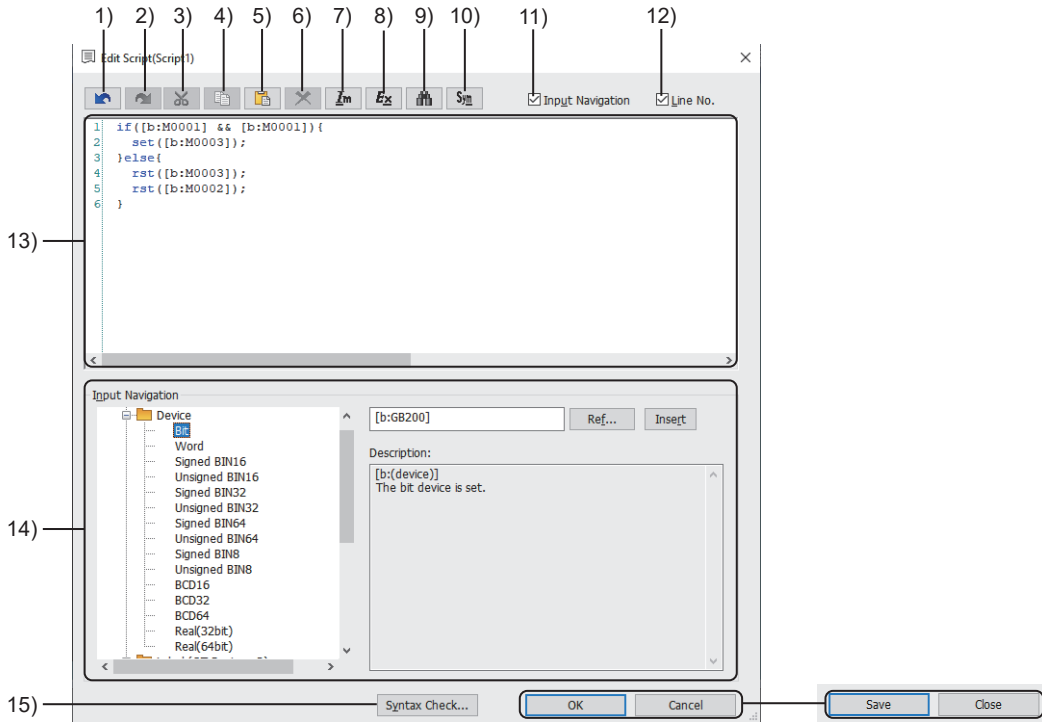 1) 2) 3) 4) 5) 6) 7) 8) 9) 10) 11) 12)
Edit Script(Script1)
Im Ex Sym Input Navigation Line No.
1 if([b:M0001] && [b:M0001]){
2 set([b:M0003]);
3 }else{
4 rst([b:M0003]);
5 rst([b:M0002]);
6 }
13)
Input Navigation
Device
Bit
Word
Signed BIN16
Unsigned BIN16
Signed BIN32
Unsigned BIN32
Signed BIN64
Unsigned BIN64
Signed BIN8
Unsigned BIN8
BCD16
BCD32
BCD64
Real(32bit)
Real(64bit)
[b:GB200] Ref... Insert
Description:
[b:(device)]
The bit device is set.
14)
15) Syntax Check... OK Cancel Save Close